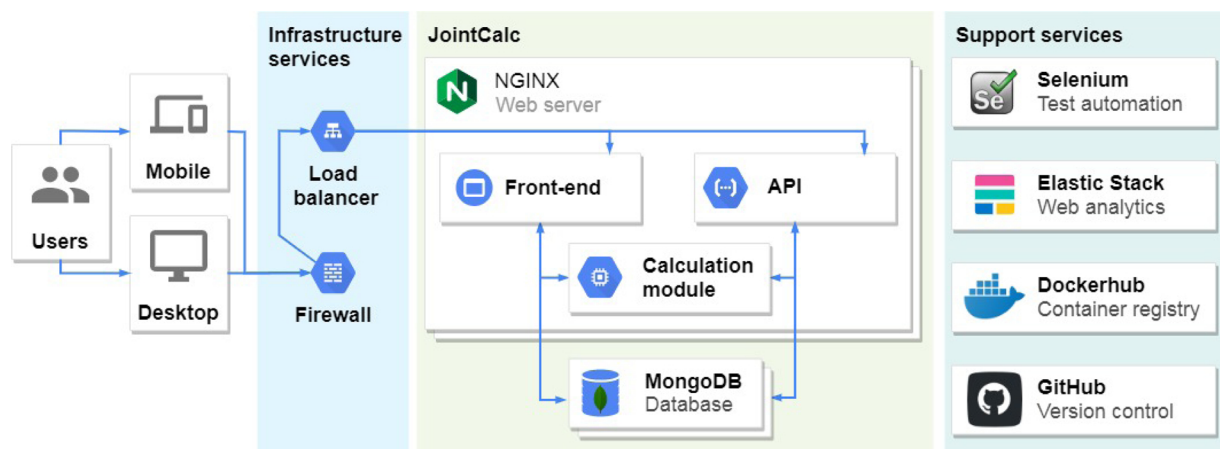 Users
Mobile
Desktop
Infrastructure
services
Load
balancer
Firewall
JointCalc
NGINX
Web server
Front-end
API
Calculation
module
MongoDB
Database
Support services
Se
Selenium
Test automation
Elastic Stack
Web analytics
Dockerhub
Container registry
GitHub
Version control